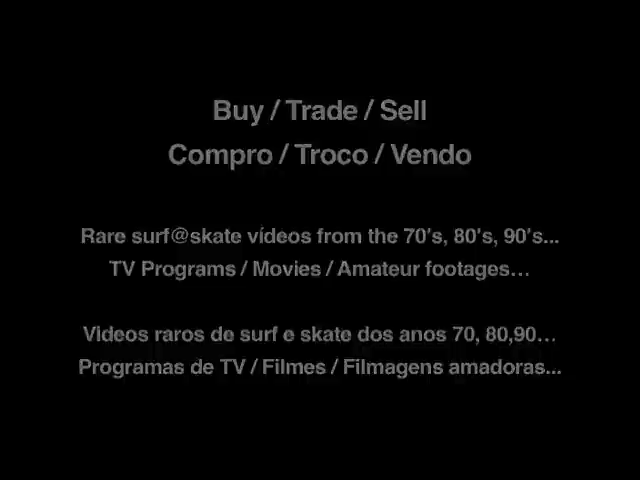 Buy / Trade / Sell
Compro / Troco / Vendo
Rare surf@skate vídeos from the 70's, 80's, 90's...
TV Programs / Movies / Amateur footages…
Videos raros de surf e skate dos anos 70, 80,90…
Programas de TV / Filmes / Filmagens amadoras...